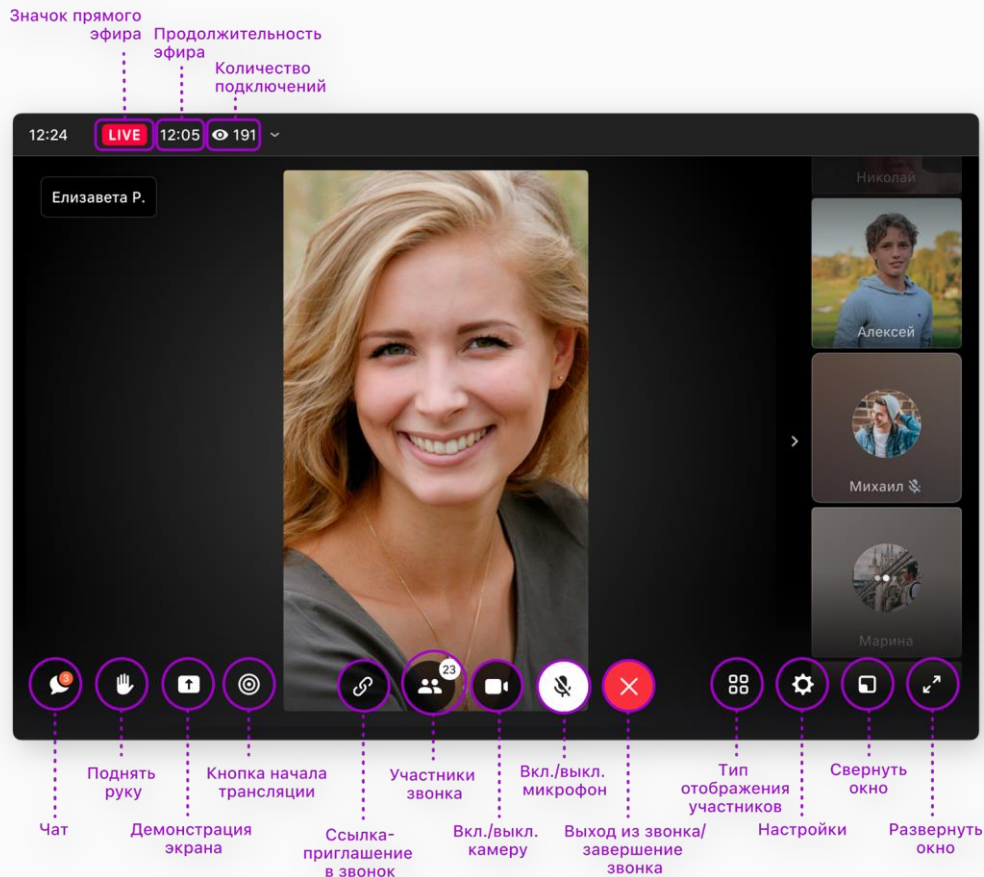 Значок прямого
эфира
Продолжительность
эфира
Количество
подключений
12:24
LIVE
12:05
191
Елизавета Р.
Николай
Алексей
Михаил
Марина
3
23
Поднять
руку
Кнопка начала
трансляции
Участники
звонка
Вкл./выкл.
микрофон
Тип
отображения
участников
Свернуть
окно
Чат
Демонстрация
экрана
Ссылка-
приглашение
в звонок
Вкл./выкл.
камеру
Выход из звонка/
завершение
звонка
Настройки
Развернуть
окно